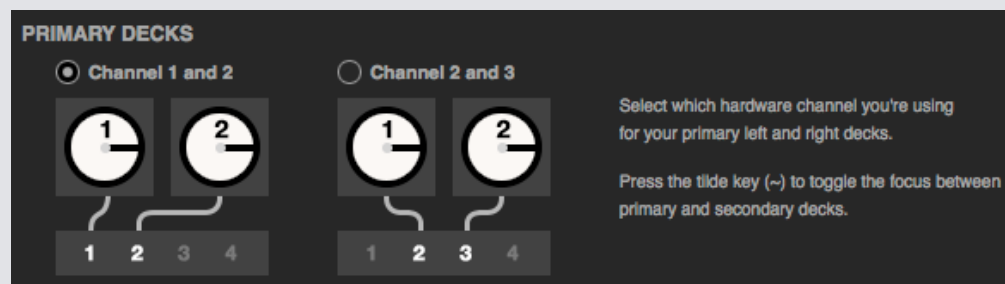 PRIMARY DECKS
Channel 1 and 2
Channel 2 and 3
1 2
1 2
1 2 3 4
1 2 3 4
Select which hardware channel you're using
for your primary left and right decks.
Press the tilde key (~) to toggle the focus between
primary and secondary decks.